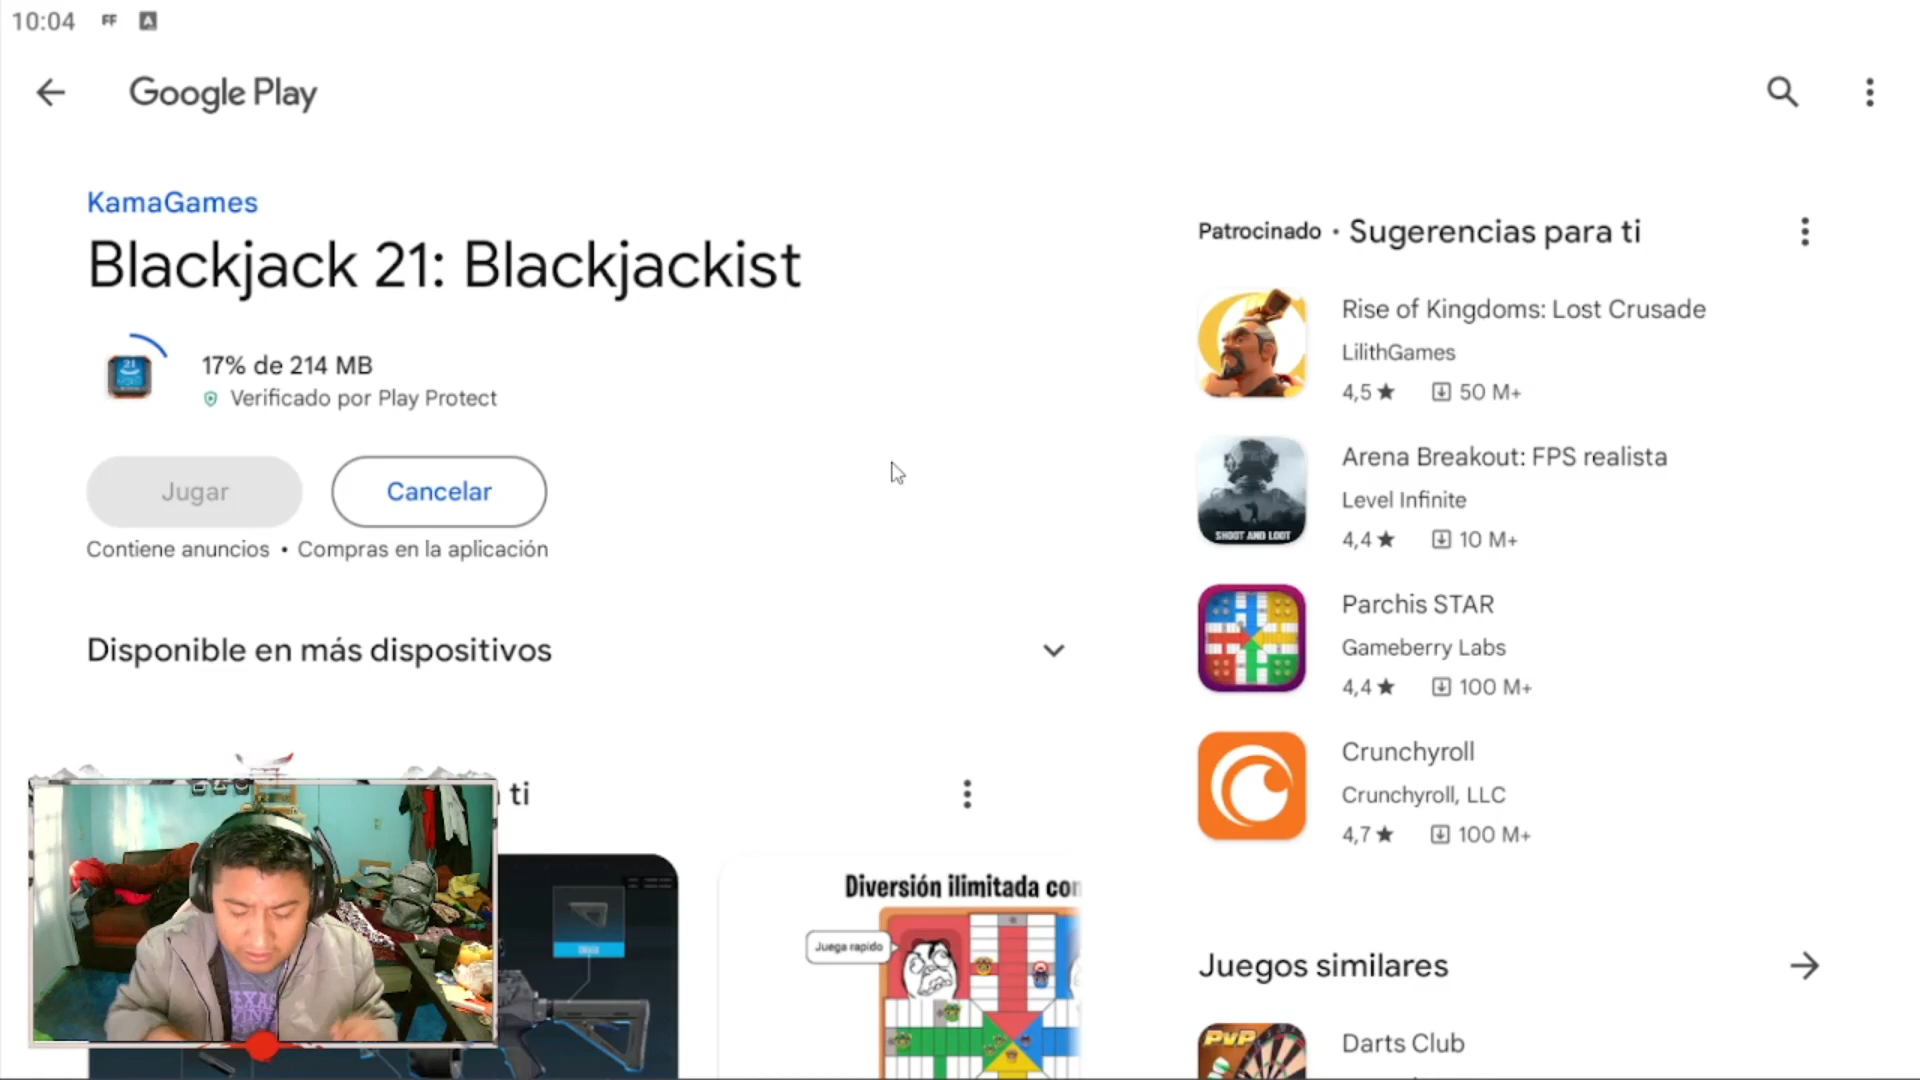 10:04 FF A
Google Play
KamaGames
Blackjack 21: Blackjackist
21
17% de 214 MB
Verificado por Play Protect
Jugar
Cancelar
Contiene anuncios • Compras en la aplicación
Disponible en más dispositivos
ti
Diversión ilimitada con
Juega rapido
TEXAS
Patrocinado • Sugerencias para ti
Rise of Kingdoms: Lost Crusade
LilithGames
4,5★ 50 M+
SHOOT AND LOOT
Arena Breakout: FPS realista
Level Infinite
4,4★ 10 M+
Parchis STAR
Gameberry Labs
4,4★ 100 M+
Crunchyroll
Crunchyroll, LLC
4,7★ 100 M+
Juegos similares
PVP
Darts Club